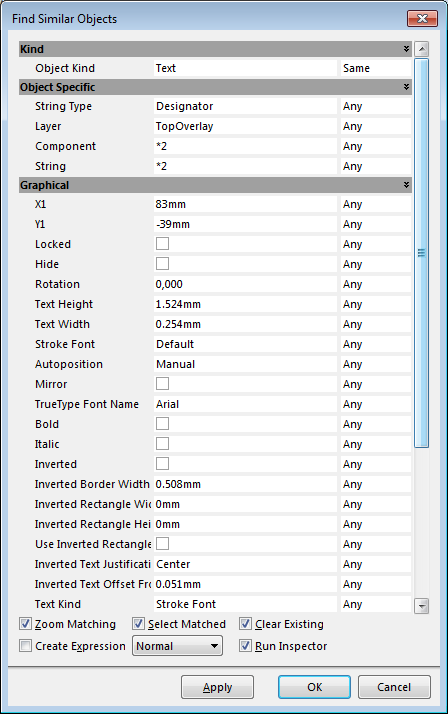 Find Similar Objects
Kind
Object Kind Text Same
Object Specific
String Type Designator Any
Layer TopOverlay Any
Component *2 Any
String *2 Any
Graphical
X1 83mm Any
Y1 -39mm Any
Locked Any
Hide Any
Rotation 0,000 Any
Text Height 1.524mm Any
Text Width 0.254mm Any
Stroke Font Default Any
Autoposition Manual Any
Mirror Any
TrueType Font Name Arial Any
Bold Any
Italic Any
Inverted Any
Inverted Border Width 0.508mm Any
Inverted Rectangle Wic 0mm Any
Inverted Rectangle Hei 0mm Any
Use Inverted Rectangle Any
Inverted Text Justificati Center Any
Inverted Text Offset Fro 0.051mm Any
Text Kind Stroke Font Any
Zoom Matching Select Matched Clear Existing
Create Expression Normal Run Inspector
Apply OK Cancel